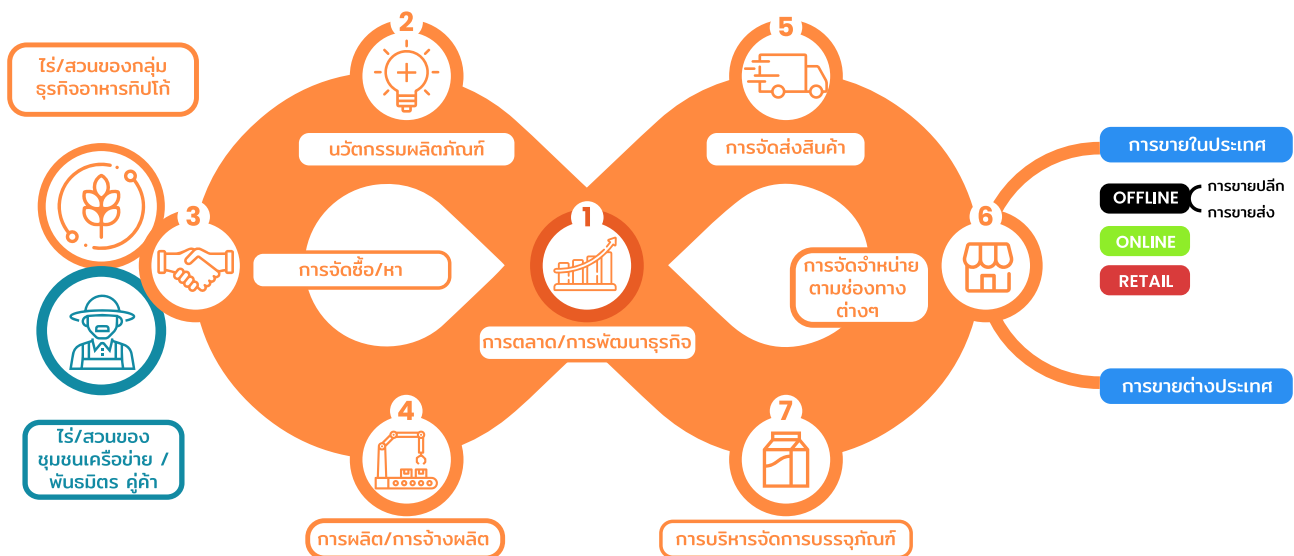 ไร่/สวนของกลุ่ม
ธุรกิจอาหารทิปโก้
2
นวัตกรรมผลิตภัณฑ์
5
การจัดส่งสินค้า
การขายในประเทศ
OFFLINE
การขายปลีก
การขายส่ง
ONLINE
RETAIL
3
การจัดซื้อ/หา
1
การตลาด/การพัฒนาธุรกิจ
6
การจัดจำหน่าย
ตามช่องทาง
ต่างๆ
การขายต่างประเทศ
ไร่/สวนของ
ชุมชนเครือข่าย /
พันธมิตร คู่ค้า
4
การผลิต/การจ้างผลิต
7
การบริหารจัดการบรรจุภัณฑ์